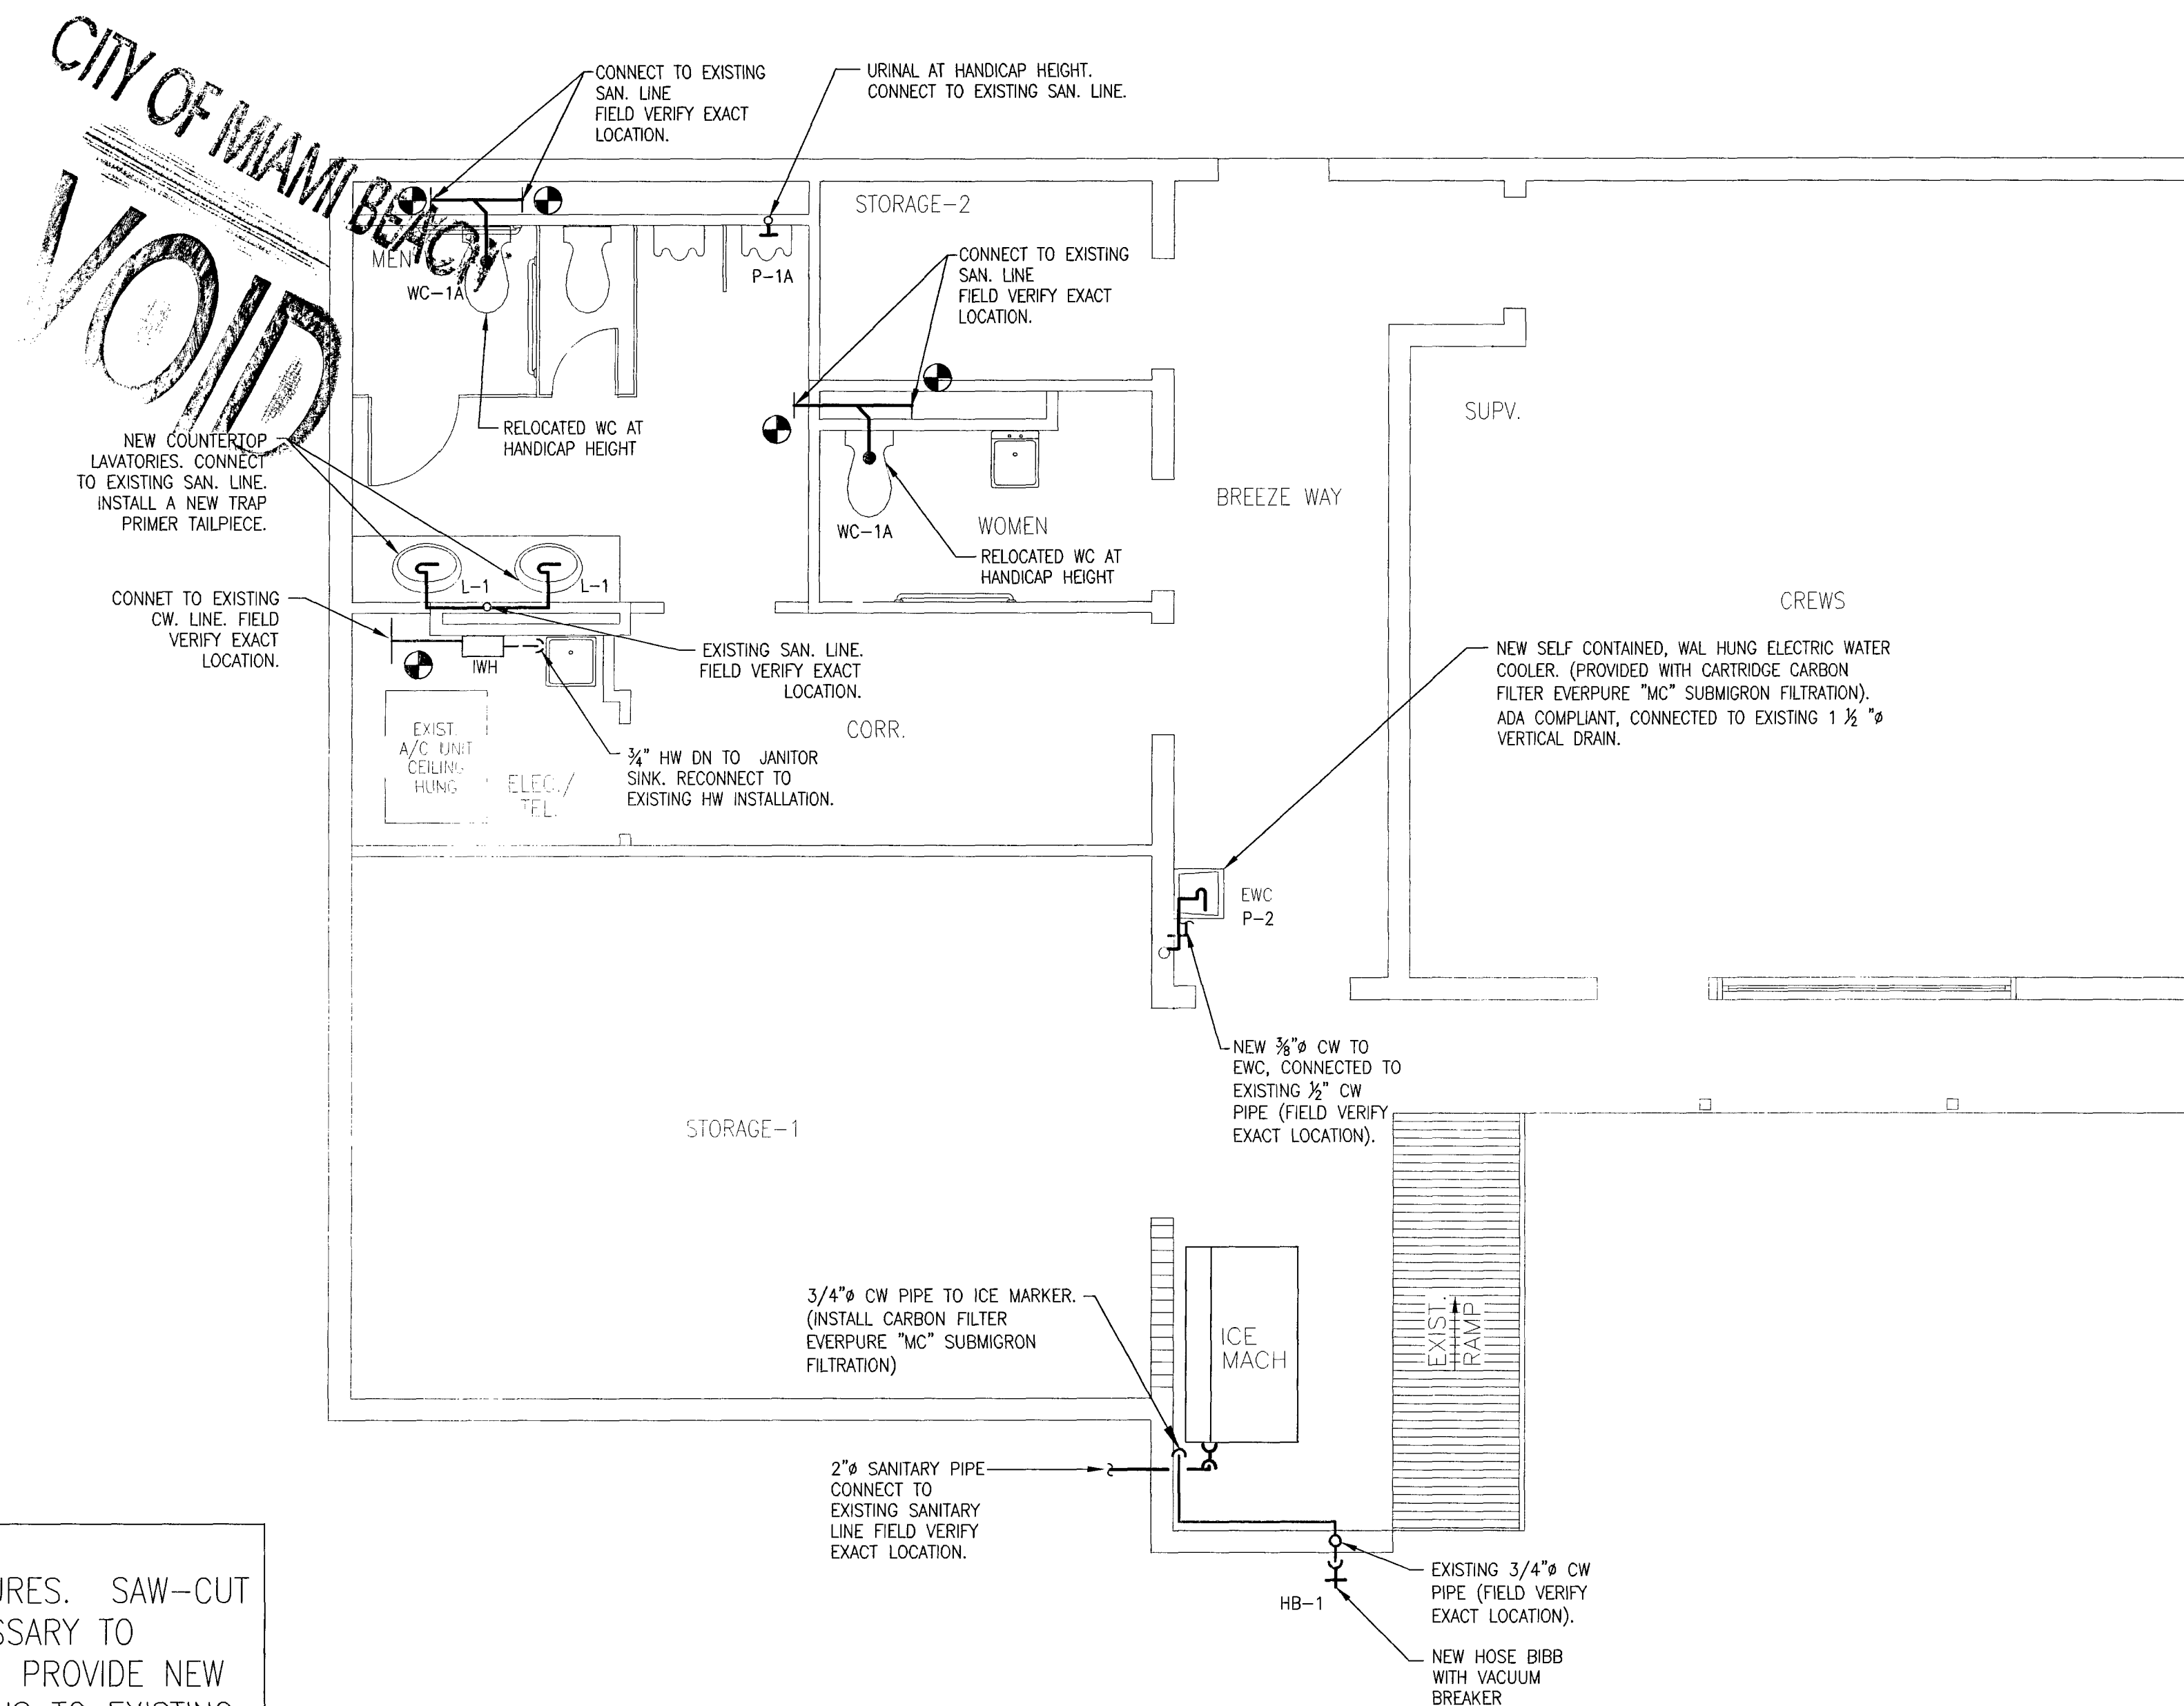 CITY OF MIAMI BEACH
VOID
CONNECT TO EXISTING
SAN. LINE
FIELD VERIFY EXACT
LOCATION.
URINAL AT HANDICAP HEIGHT.
CONNECT TO EXISTING SAN. LINE.
STORAGE-2
MEN
WC-1A
P-1A
CONNECT TO EXISTING
SAN. LINE
FIELD VERIFY EXACT
LOCATION.
RELOCATED WC AT
HANDICAP HEIGHT
SUPV.
NEW COUNTERTOP
LAVATORIES. CONNECT
TO EXISTING SAN. LINE.
INSTALL A NEW TRAP
PRIMER TAILPIECE.
BREEZE WAY
WC-1A
WOMEN
RELOCATED WC AT
HANDICAP HEIGHT
L-1
L-1
CONNET TO EXISTING
CW. LINE. FIELD
VERIFY EXACT
LOCATION.
CREWS
IWH
EXISTING SAN. LINE.
FIELD VERIFY EXACT
LOCATION.
NEW SELF CONTAINED, WAL HUNG ELECTRIC WATER
COOLER. (PROVIDED WITH CARTRIDGE CARBON
FILTER EVERPURE "MC" SUBMIGRON FILTRATION).
ADA COMPLIANT, CONNECTED TO EXISTING 1 ½ "ø
VERTICAL DRAIN.
EXIST.
A/C UNIT
CEILING
HUNG
ELEC./
TEL.
CORR.
¾" HW DN TO JANITOR
SINK. RECONNECT TO
EXISTING HW INSTALLATION.
EWC
P-2
NEW ⅜"ø CW TO
EWC, CONNECTED TO
EXISTING ½" CW
PIPE (FIELD VERIFY
EXACT LOCATION).
STORAGE-1
3/4"ø CW PIPE TO ICE MARKER.
(INSTALL CARBON FILTER
EVERPURE "MC" SUBMIGRON
FILTRATION)
ICE
MACH
EXIST.
RAMP
2"ø SANITARY PIPE
CONNECT TO
EXISTING SANITARY
LINE FIELD VERIFY
EXACT LOCATION.
EXISTING 3/4"ø CW
PIPE (FIELD VERIFY
EXACT LOCATION).
HB-1
NEW HOSE BIBB
WITH VACUUM
BREAKER
URES. SAW-CUT
SSARY TO
PROVIDE NEW
TO EXISTING